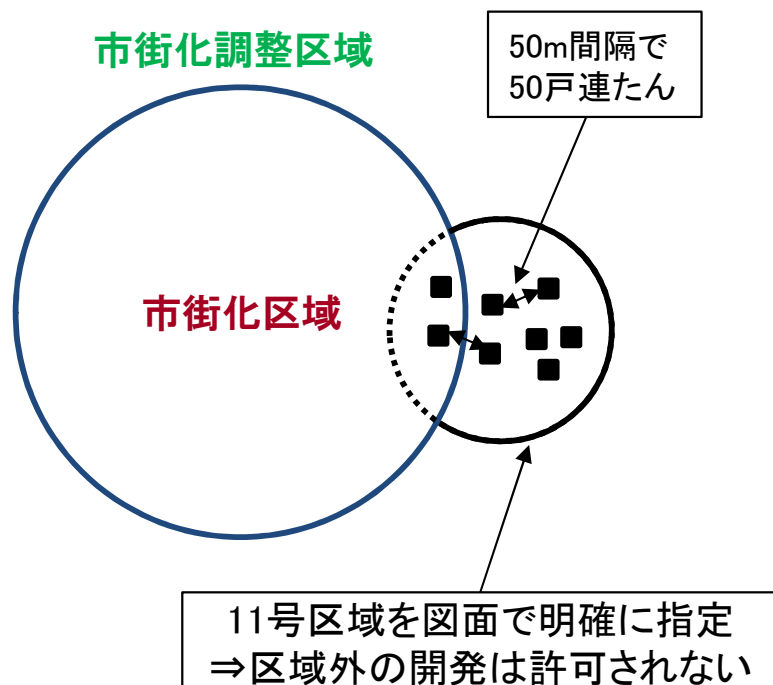 市街化調整区域
50m間隔で
50戸連たん
市街化区域
11号区域を図面で明確に指定
⇒区域外の開発は許可されない